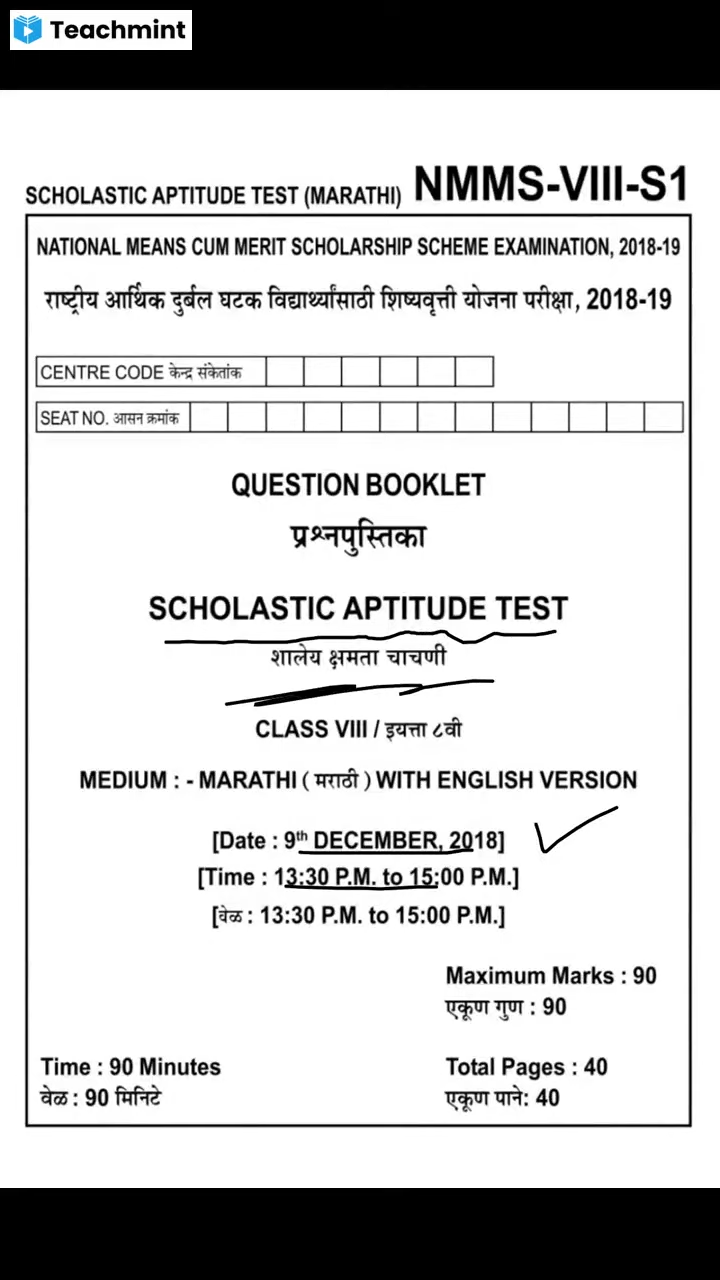 Teachmint
SCHOLASTIC APTITUDE TEST (MARATHI) NMMS-VIII-S1
NATIONAL MEANS CUM MERIT SCHOLARSHIP SCHEME EXAMINATION, 2018-19
राष्ट्रीय आर्थिक दुर्बल घटक विद्यार्थ्यांसाठी शिष्यवृत्ती योजना परीक्षा, 2018-19
CENTRE CODE केन्द्र संकेतांक
SEAT NO. आसन क्रमांक
QUESTION BOOKLET
प्रश्नपुस्तिका
SCHOLASTIC APTITUDE TEST
शालेय क्षमता चाचणी
CLASS VIII / इयत्ता ८वी
MEDIUM : - MARATHI ( मराठी ) WITH ENGLISH VERSION
[Date : 9th DECEMBER, 2018]
[Time : 13:30 P.M. to 15:00 P.M.]
[वेळ : 13:30 P.M. to 15:00 P.M.]
Maximum Marks : 90
एकूण गुण : 90
Time : 90 Minutes
वेळ : 90 मिनिटे
Total Pages : 40
एकूण पाने: 40